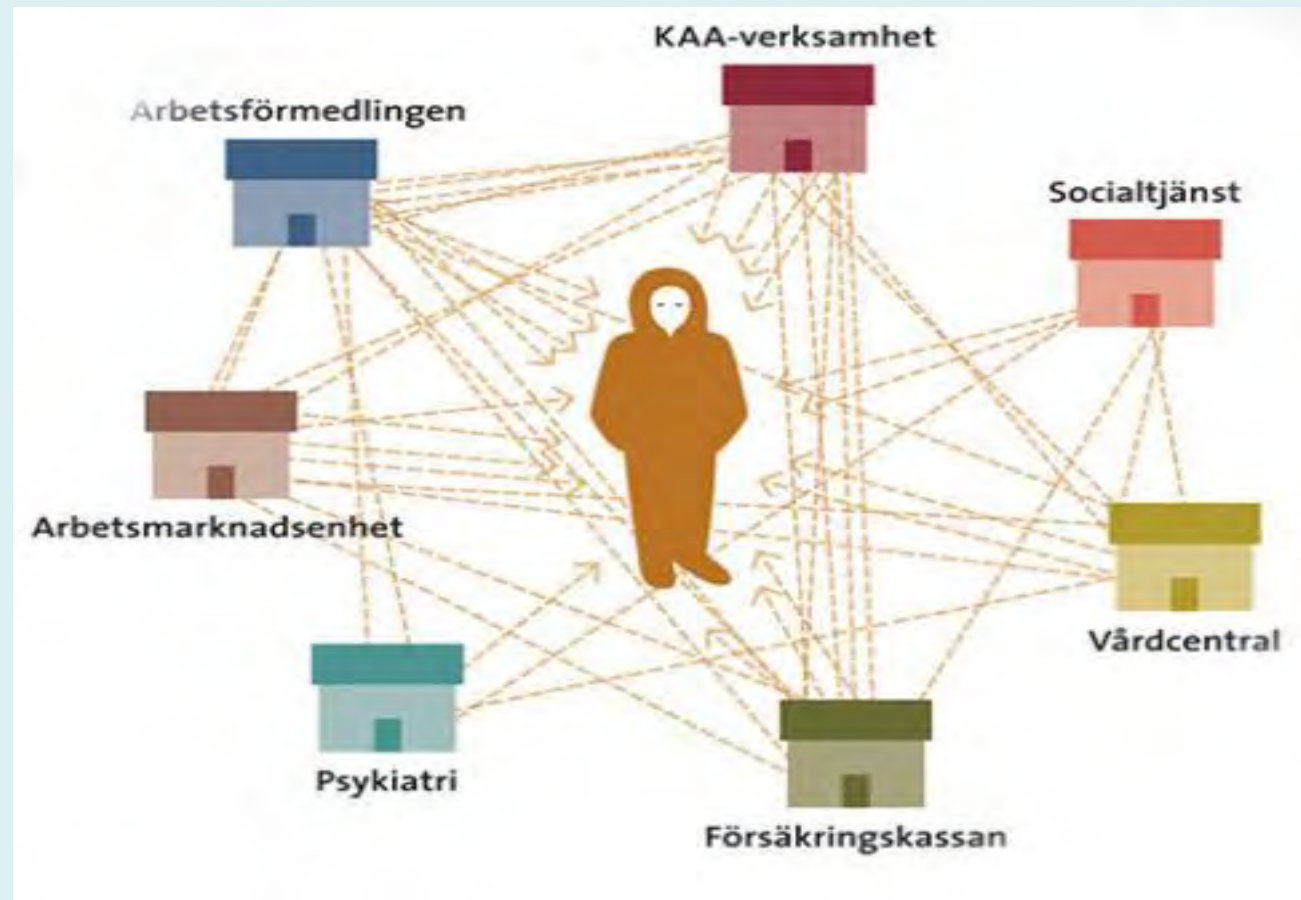 KAA-verksamhet
Arbetsförmedlingen
Socialtjänst
Arbetsmarknadsenhet
Vårdcentral
Psykiatri
Försäkringskassan